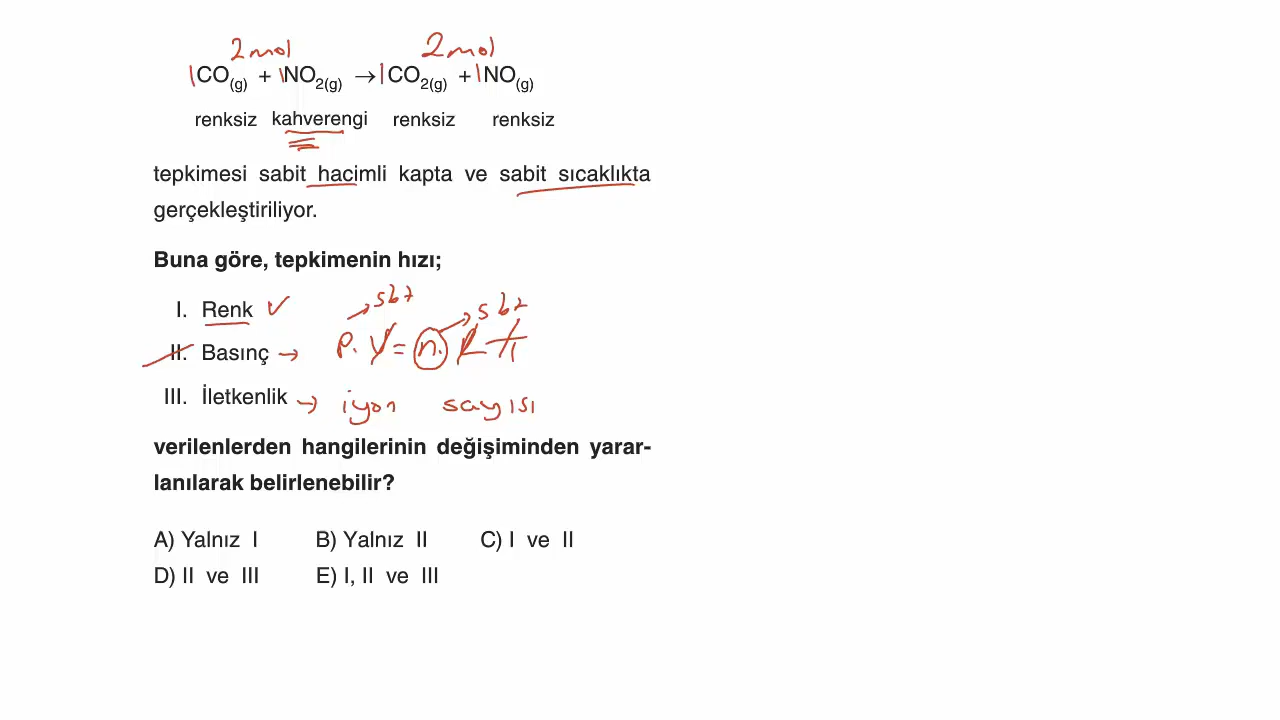 2 mol 2 mol
1CO(g) + 1NO2(g) → 1CO2(g) + 1NO(g)
renksiz kahverengi renksiz renksiz
tepkimesi sabit hacimli kapta ve sabit sıcaklıkta
gerçekleştiriliyor.
Buna göre, tepkimenin hızı;
sbt sbt
I. Renk ✓
II. Basınç → P. V = n. R T
III. İletkenlik → iyon sayısı
verilenlerden hangilerinin değişiminden yarar-
lanılarak belirlenebilir?
A) Yalnız I B) Yalnız II C) I ve II
D) II ve III E) I, II ve III